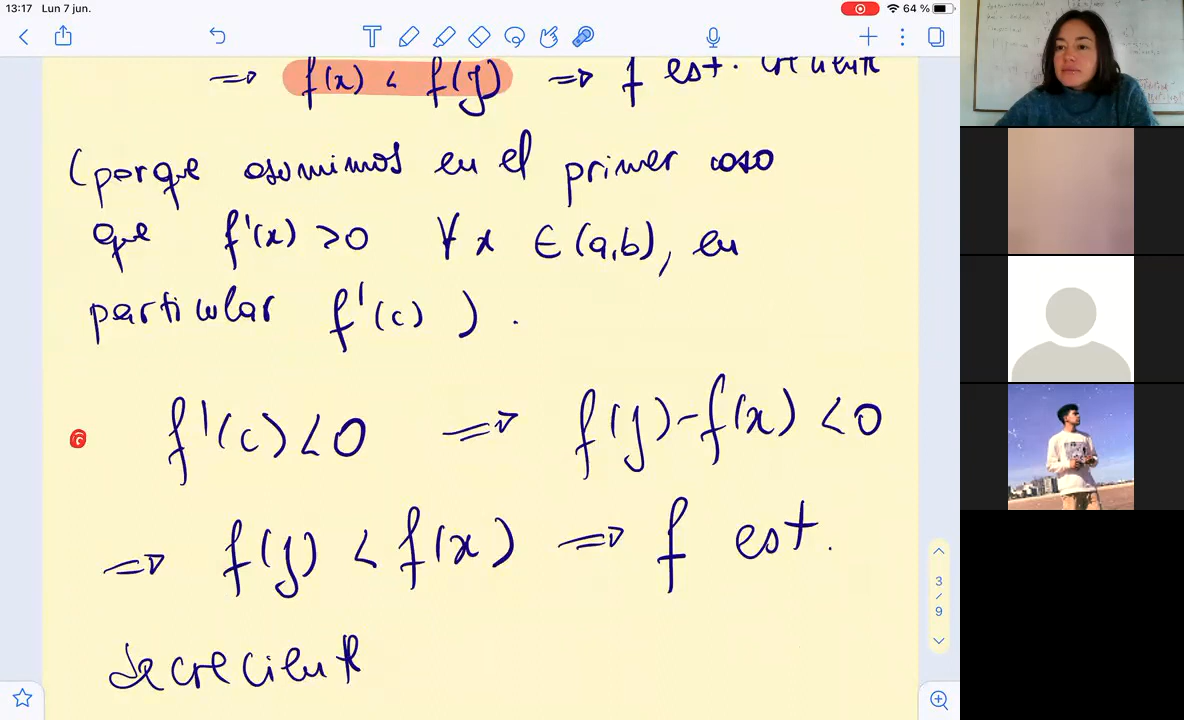 13:17 Lun 7 jun. 64 %
⇒ f(x) < f(y) ⇒ f est. creciente
(porque asumimos en el primer caso
que f'(x) >0 ∀ x ∈ (a,b), en
particular f'(c) ) .
f'(c) < 0 ⇒ f(y)-f(x) < 0
⇒ f(y) < f(x) ⇒ f est.
decreciente
3
/
9